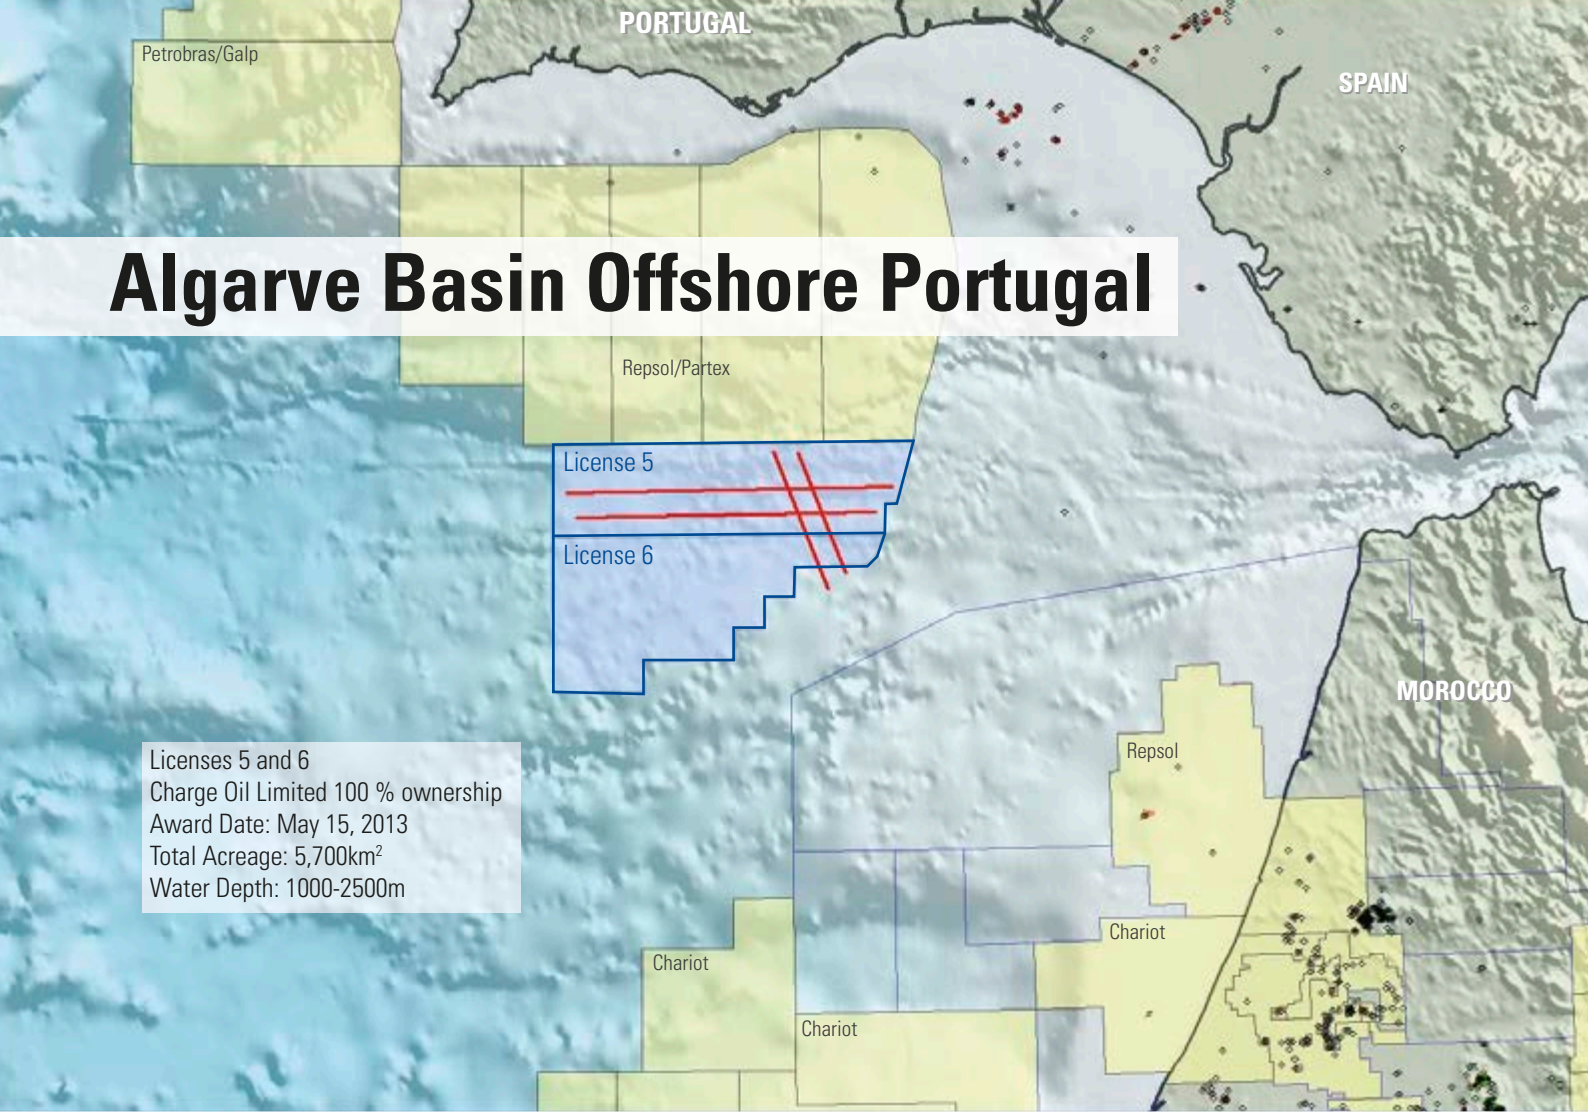 PORTUGAL
Petrobras/Galp
SPAIN
Algarve Basin Offshore Portugal
Repsol/Partex
License 5
License 6
MOROCCO
Repsol
Licenses 5 and 6
Charge Oil Limited 100 % ownership
Award Date: May 15, 2013
Total Acreage: 5,700km²
Water Depth: 1000-2500m
Chariot
Chariot
Chariot